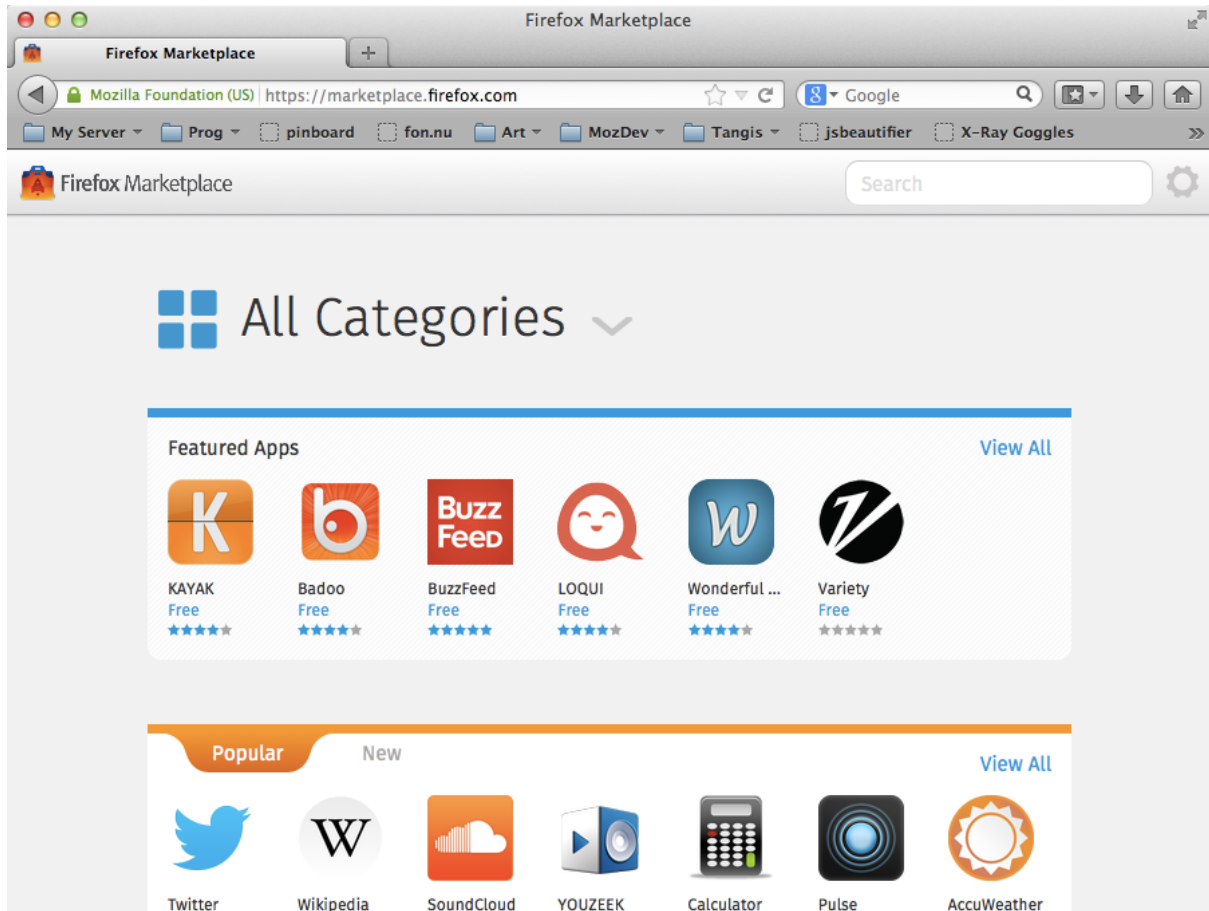 Firefox Marketplace
Firefox Marketplace
Mozilla Foundation (US) https://marketplace.firefox.com Google
My Server Prog pinboard fon.nu Art MozDev Tangis jsbeautifier X-Ray Goggles
Firefox Marketplace Search
All Categories
Featured Apps View All
K b Buzz Feed W V
KAYAK Badoo BuzzFeed LOQUI Wonderful ... Variety
Free Free Free Free Free Free
Popular New View All
W
Twitter Wikipedia SoundCloud YOUZEEK Calculator Pulse AccuWeather